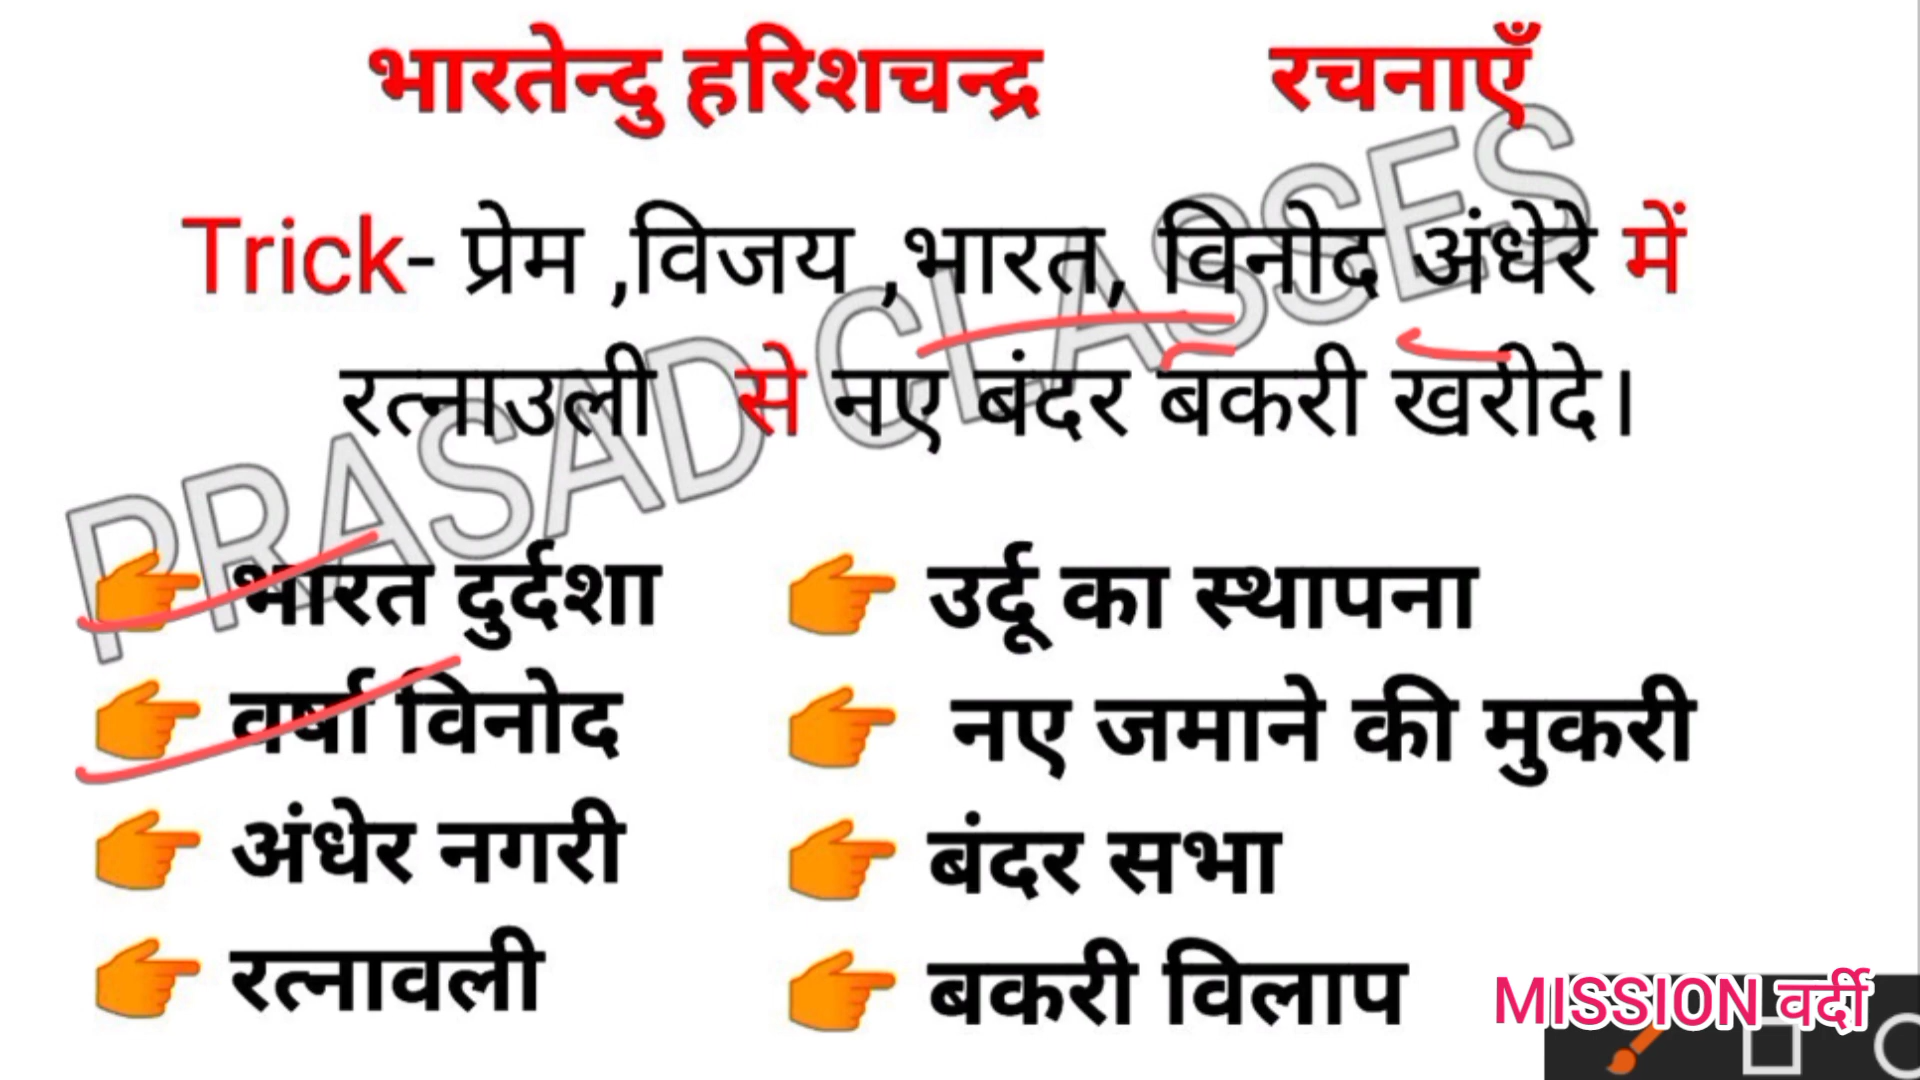 भारतेन्दु हरिशचन्द्र रचनाएँ
Trick- प्रेम ,विजय ,भारत, विनोद अंधेरे में
रत्नाउली से नए बंदर बकरी खरीदे।
PRASAD CLASSES
👉 भारत दुर्दशा
👉 वर्षा विनोद
👉 अंधेर नगरी
👉 रत्नावली
👉 उर्दू का स्थापना
👉 नए जमाने की मुकरी
👉 बंदर सभा
👉 बकरी विलाप
MISSION वर्दी